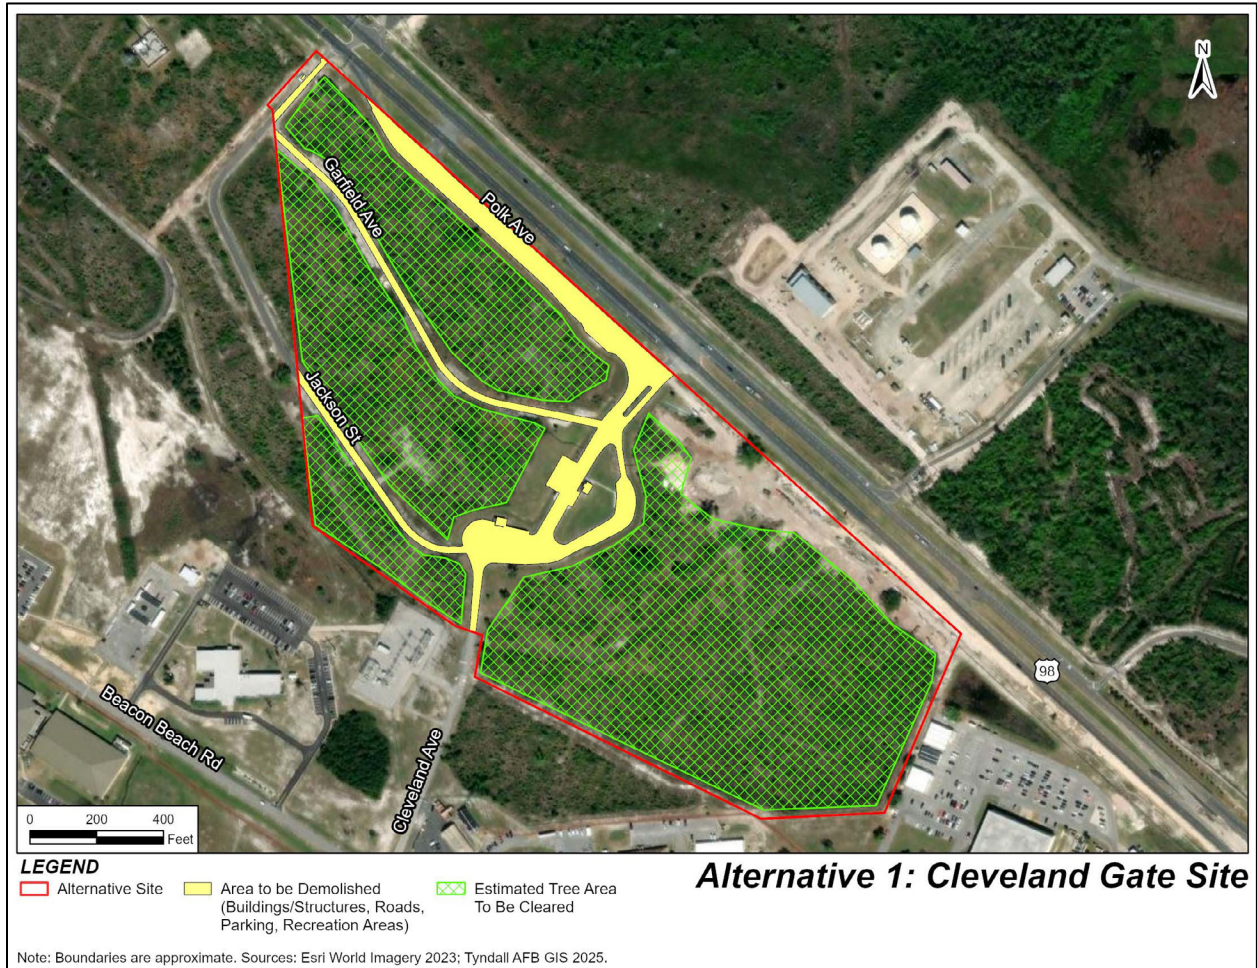 N
Garfield Ave
Polk Ave
Jackson St
98
Beacon Beach Rd
Cleveland Ave
0 200 400
Feet
LEGEND
Alternative Site
Area to be Demolished
(Buildings/Structures, Roads,
Parking, Recreation Areas)
Estimated Tree Area
To Be Cleared
Alternative 1: Cleveland Gate Site
Note: Boundaries are approximate. Sources: Esri World Imagery 2023; Tyndall AFB GIS 2025.